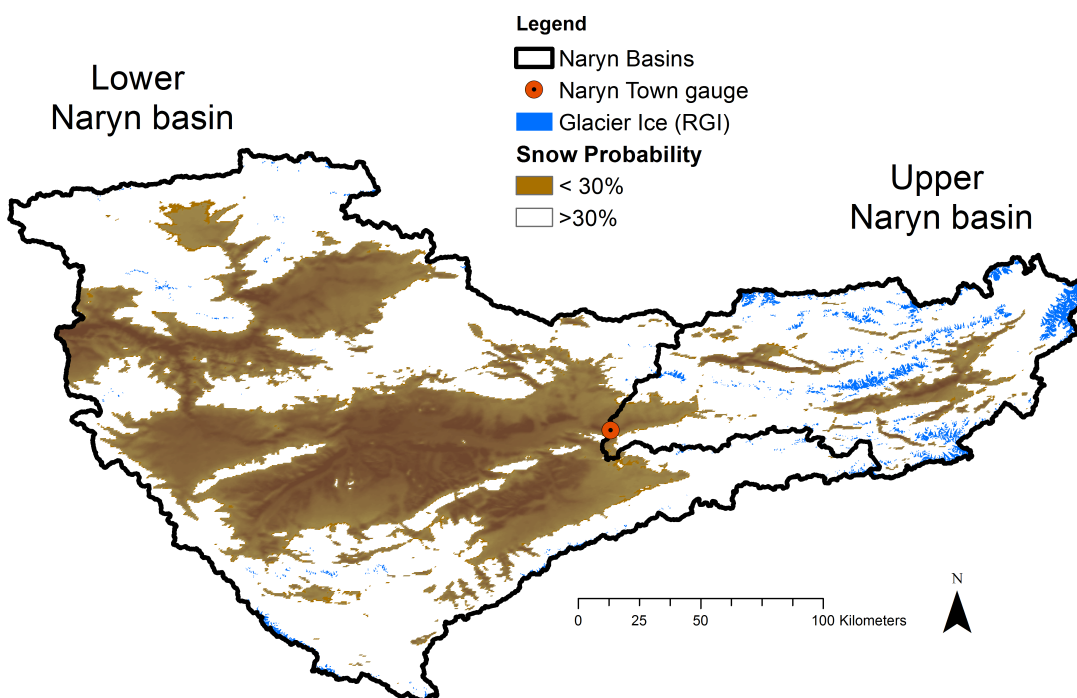 Legend
Naryn Basins
Naryn Town gauge
Glacier Ice (RGI)
Snow Probability
< 30%
>30%
Lower
Naryn basin
Upper
Naryn basin
0 25 50 100 Kilometers
N